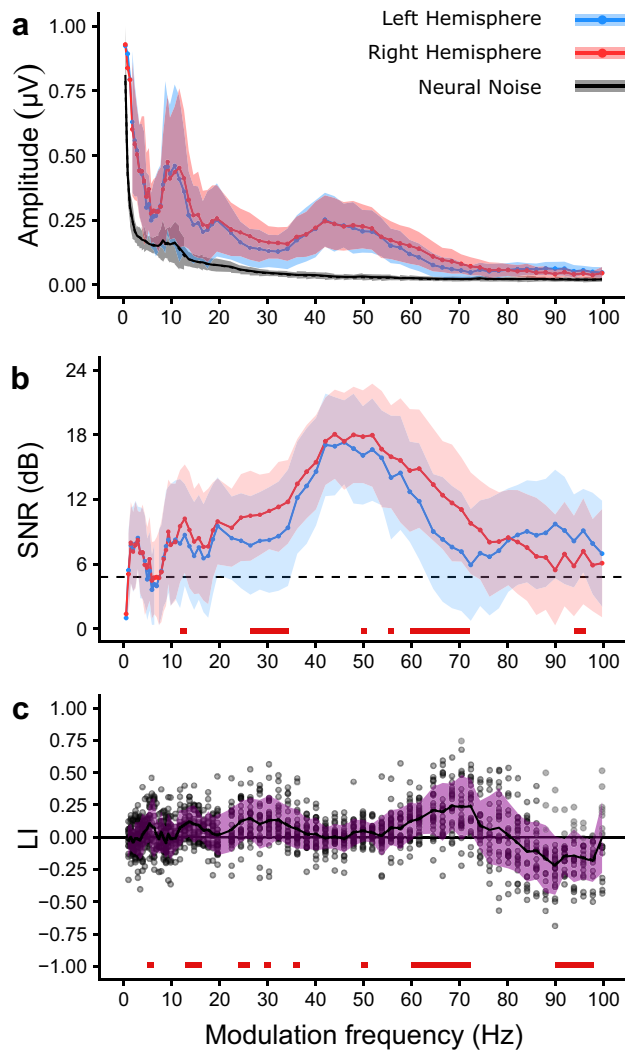 a
Left Hemisphere
Right Hemisphere
Neural Noise
Amplitude (µV)
1.00
0.75
0.50
0.25
0.00
0 10 20 30 40 50 60 70 80 90 100
b
SNR (dB)
24
18
12
6
0
0 10 20 30 40 50 60 70 80 90 100
c
LI
1.00
0.75
0.50
0.25
0.00
−0.25
−0.50
−0.75
−1.00
0 10 20 30 40 50 60 70 80 90 100
Modulation frequency (Hz)